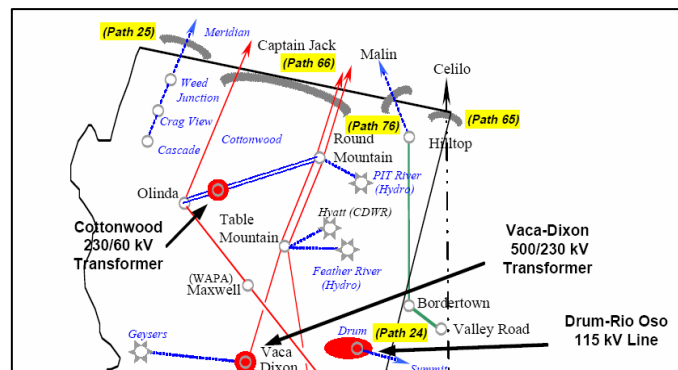 (Path 25)
Meridian
Captain Jack
(Path 66)
Malin
Celilo
Weed
Junction
Crag View
Cascade
Cottonwood
(Path 76)
(Path 65)
Hilltop
Round
Mountain
PIT River
(Hydro)
Olinda
Cottonwood
230/60 kV
Transformer
Table
Mountain
Hyatt (CDWR)
Feather River
(Hydro)
Vaca-Dixon
500/230 kV
Transformer
(WAPA)
Maxwell
Bordertown
Valley Road
Drum-Rio Oso
115 kV Line
Geysers
Vaca
Dixon
Drum
(Path 24)
Summit